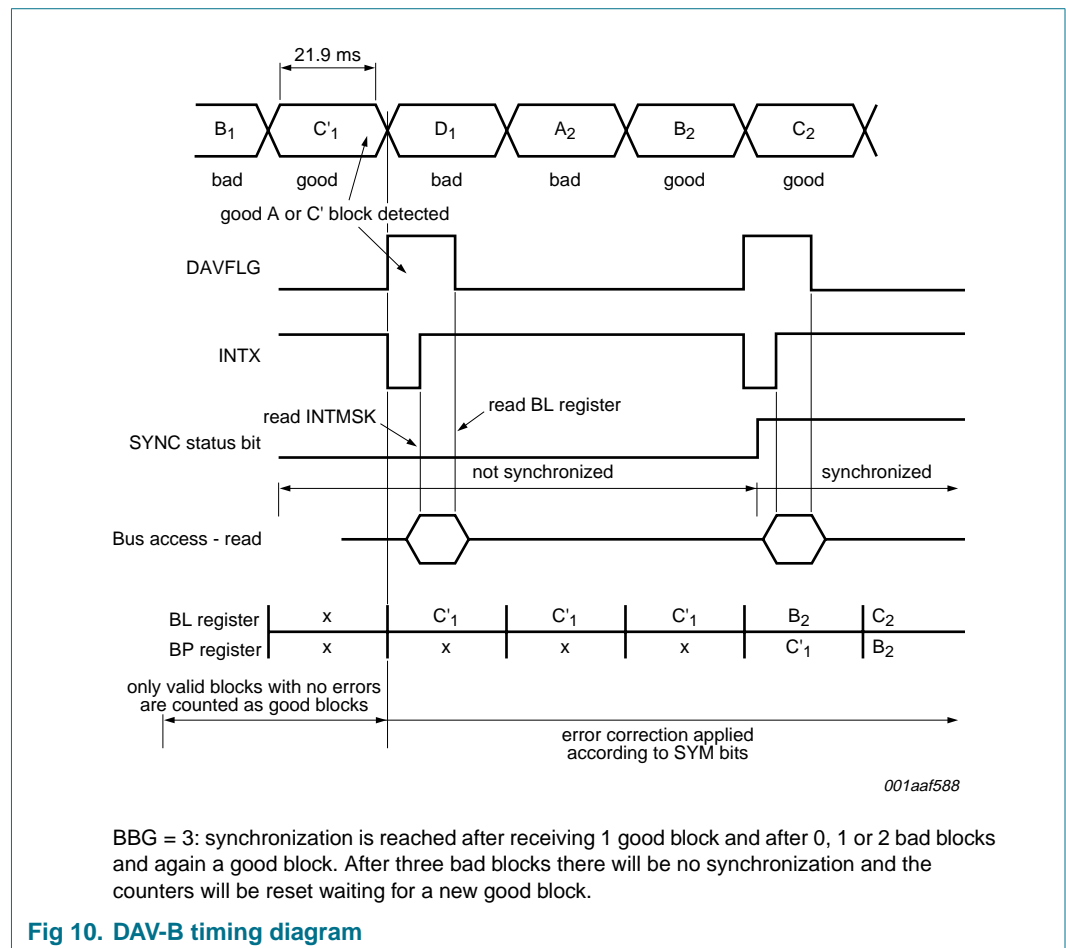 21.9 ms
B1 C'1 D1 A2 B2 C2
bad good bad bad good good
good A or C' block detected
DAVFLG
INTX
read BL register
read INTMSK
SYNC status bit
not synchronized synchronized
Bus access - read
BL register x C'1 C'1 C'1 B2 C2
BP register x x x x C'1 B2
only valid blocks with no errors
are counted as good blocks
error correction applied
according to SYM bits
001aaf588
BBG = 3: synchronization is reached after receiving 1 good block and after 0, 1 or 2 bad blocks
and again a good block. After three bad blocks there will be no synchronization and the
counters will be reset waiting for a new good block.
Fig 10. DAV-B timing diagram